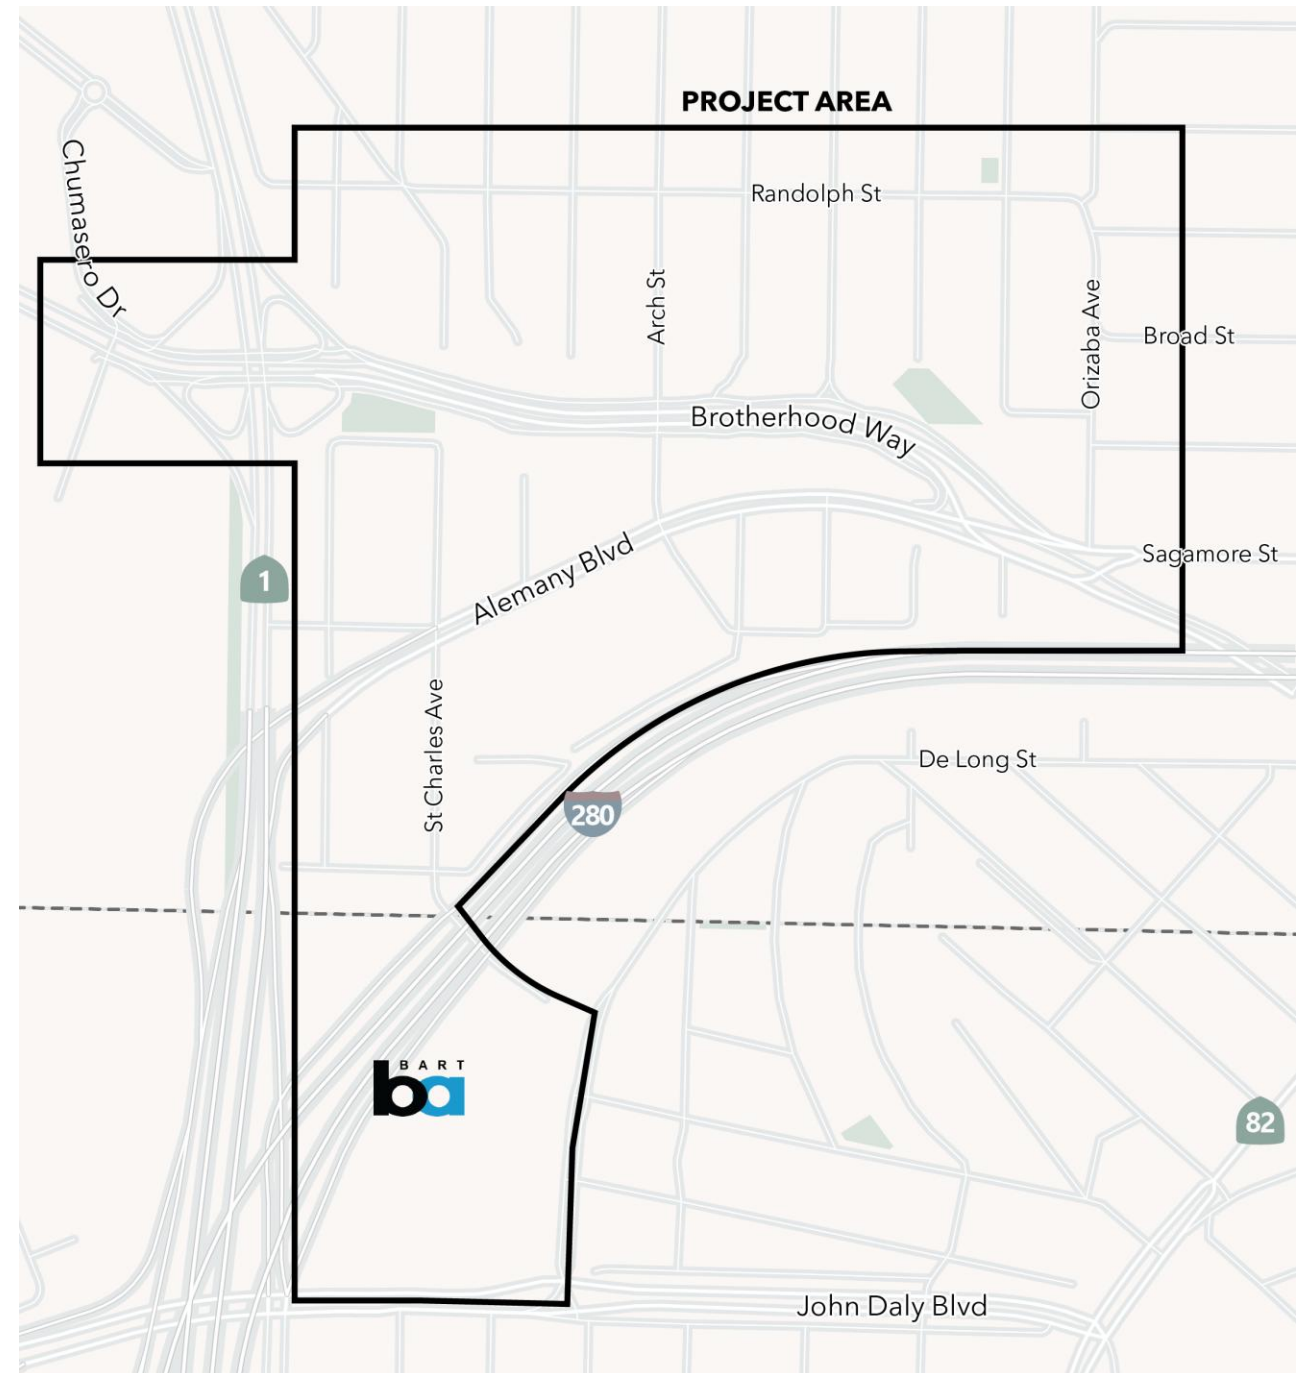 PROJECT AREA
Chumasero Dr
Randolph St
Arch St
Orizaba Ave
Broad St
Brotherhood Way
Alemany Blvd
Sagamore St
1
St Charles Ave
De Long St
280
BART
ba
82
John Daly Blvd